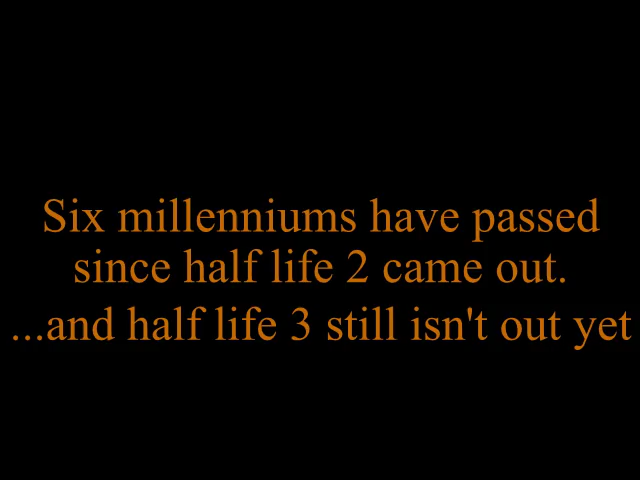 Six millenniums have passed
since half life 2 came out.
...and half life 3 still isn't out yet